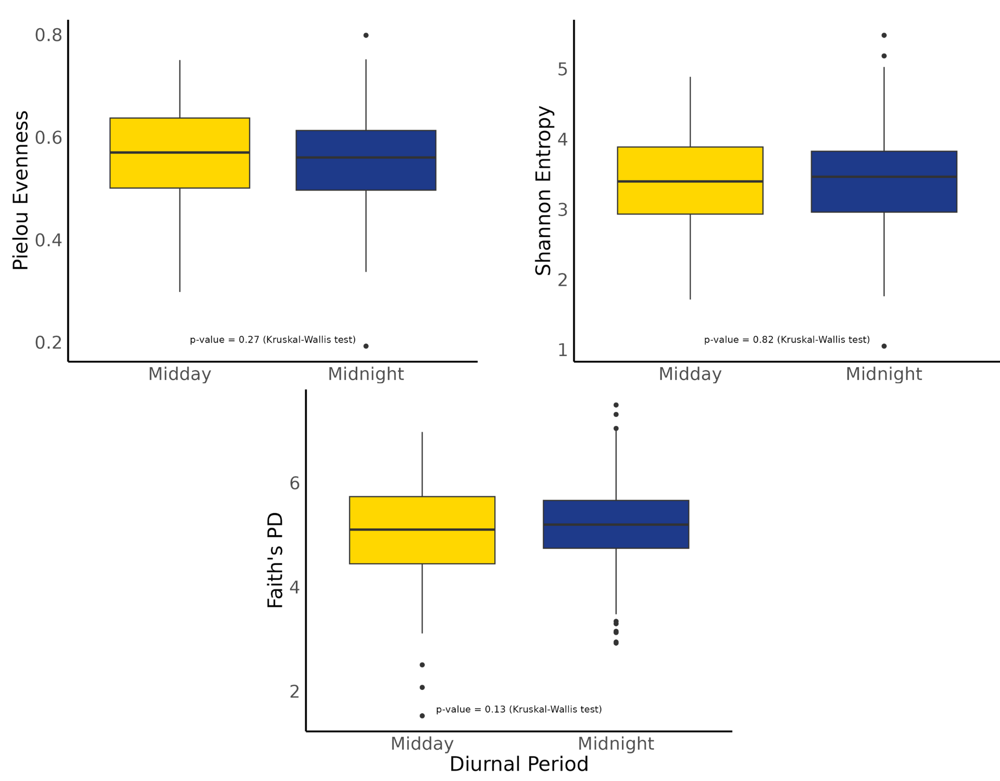 Pielou Evenness
0.8
0.6
0.4
0.2
p-value = 0.27 (Kruskal-Wallis test)
Midday
Midnight
Shannon Entropy
5
4
3
2
1
p-value = 0.82 (Kruskal-Wallis test)
Midday
Midnight
Faith's PD
6
4
2
p-value = 0.13 (Kruskal-Wallis test)
Midday
Midnight
Diurnal Period